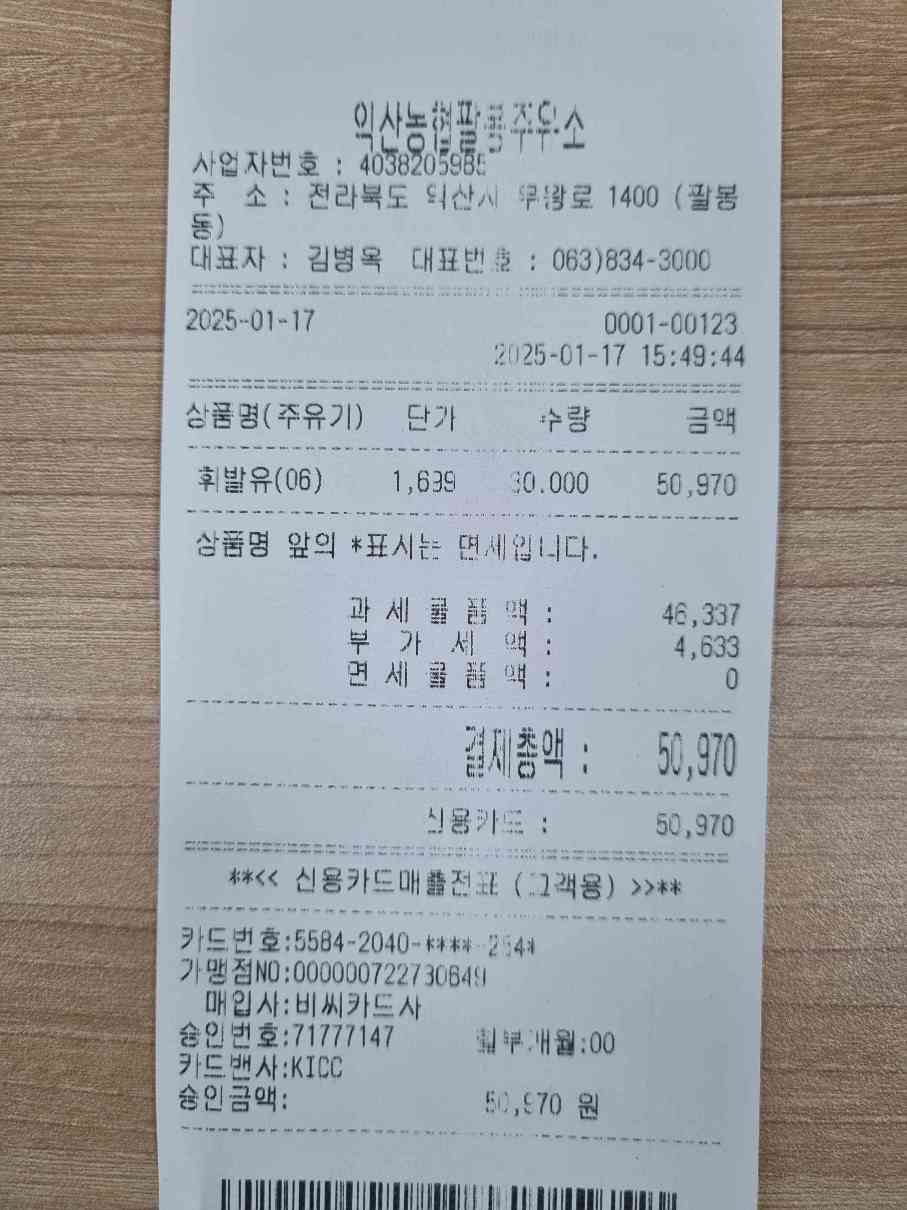 익산농협팔봉주유소
사업자번호 : 4038205985
주 소 : 전라북도 익산시 무왕로 1400 (팔봉
동)
대표자 : 김병옥 대표번호 : 063)834-3000
2025-01-17 0001-00123
2025-01-17 15:49:44
상품명(주유기) 단가 수량 금액
휘발유(06) 1,699 30.000 50,970
상품명 앞의 *표시는 면세입니다.
과 세 물 품 액 : 46,337
부 가 세 액 : 4,633
면 세 물 품 액 : 0
결제총액 : 50,970
신용카드 : 50,970
**<< 신용카드매출전표 (고객용) >>**
카드번호:5584-2040-****-264*
가맹점NO:000000722730649
매입사:비씨카드사
승인번호:71777147 할부개월:00
카드밴사:KICC
승인금액: 50,970 원